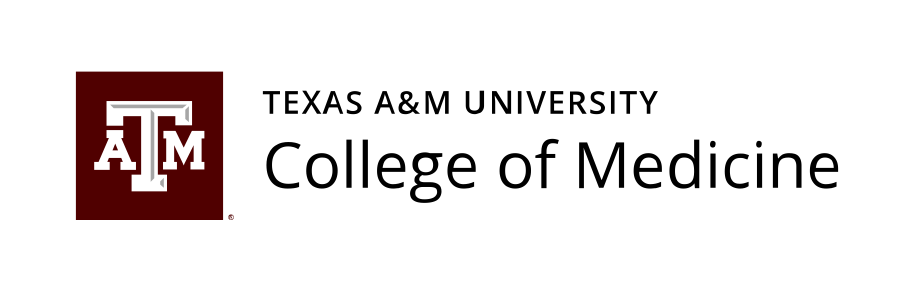 ATM
®
TEXAS A&M UNIVERSITY
College of Medicine